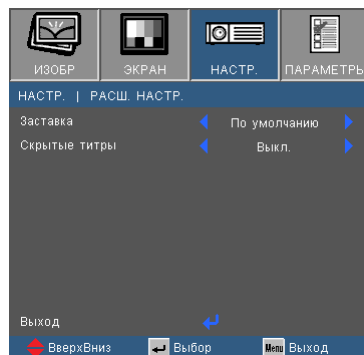 ИЗОБР ЭКРАН НАСТР. ПАРАМЕТРЫ
НАСТР. | РАСШ. НАСТР.
Заставка По умолчанию
Скрытые титры Выкл.
Выход
ВверхВниз Выбор Menu Выход